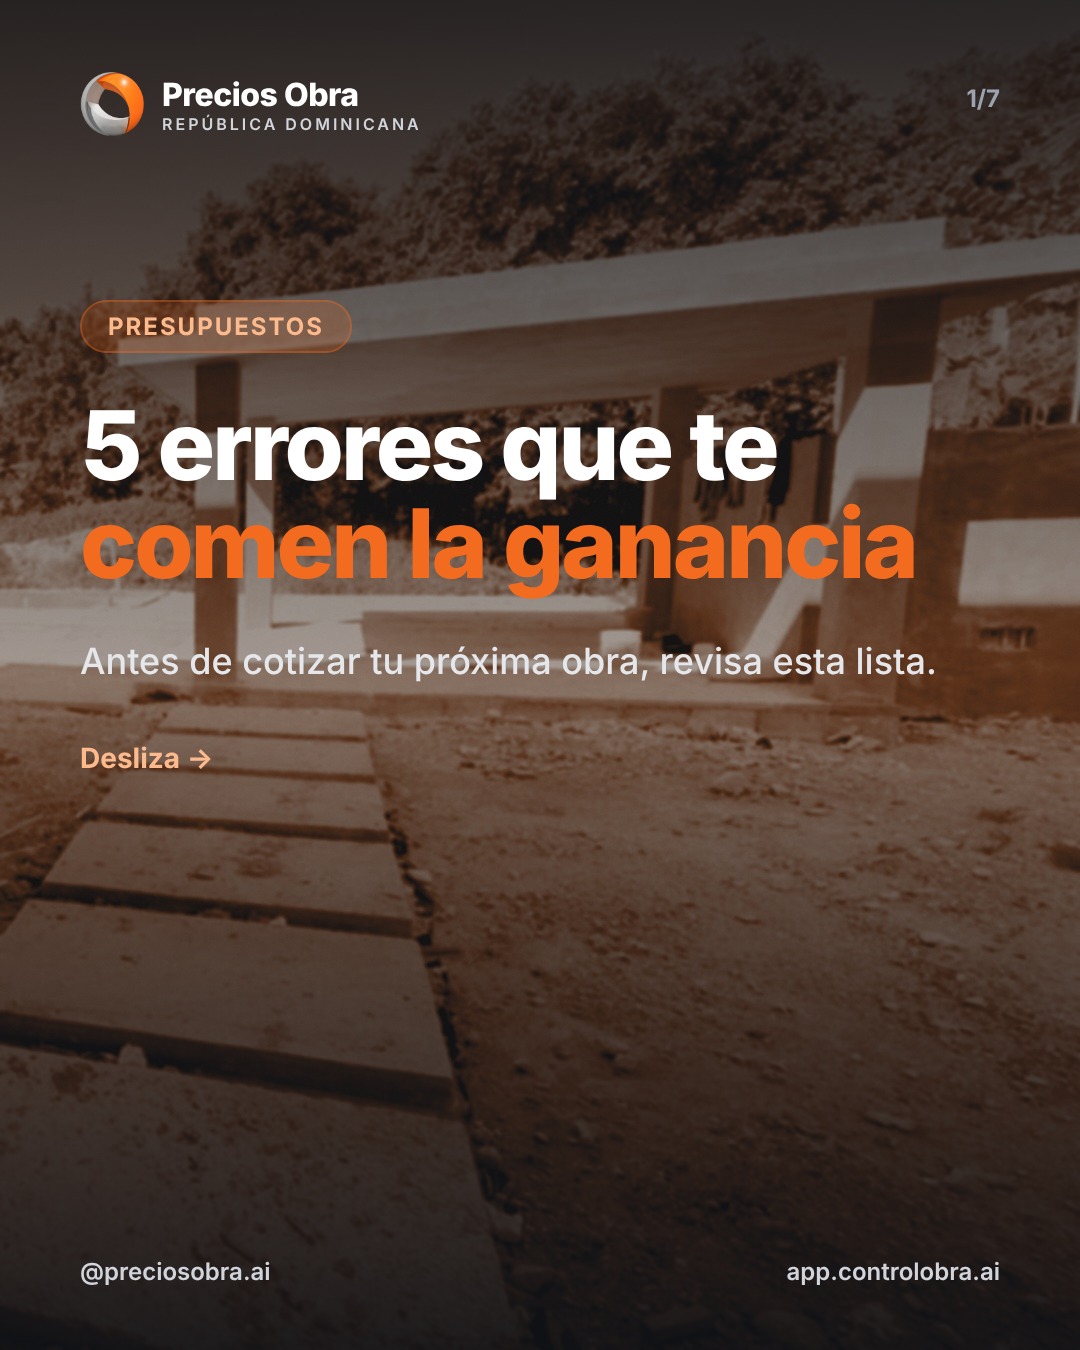 Precios Obra
REPÚBLICA DOMINICANA
1/7
PRESUPUESTOS
5 errores que te
comen la ganancia
Antes de cotizar tu próxima obra, revisa esta lista.
Desliza →
@preciosobra.ai
app.controlobra.ai